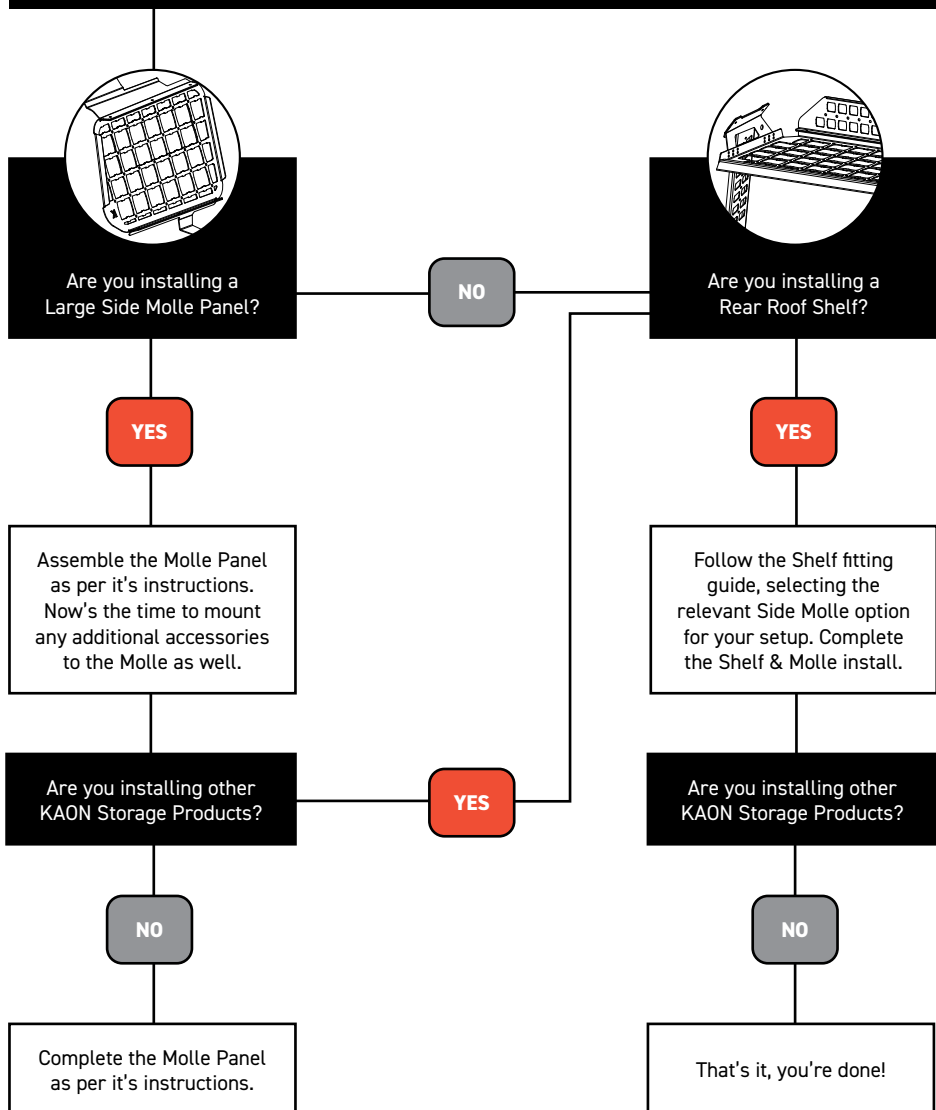 Are you installing a
Large Side Molle Panel?
NO
Are you installing a
Rear Roof Shelf?
YES
YES
Assemble the Molle Panel
as per it's instructions.
Now's the time to mount
any additional accessories
to the Molle as well.
Follow the Shelf fitting
guide, selecting the
relevant Side Molle option
for your setup. Complete
the Shelf & Molle install.
Are you installing other
KAON Storage Products?
YES
Are you installing other
KAON Storage Products?
NO
NO
Complete the Molle Panel
as per it's instructions.
That's it, you're done!